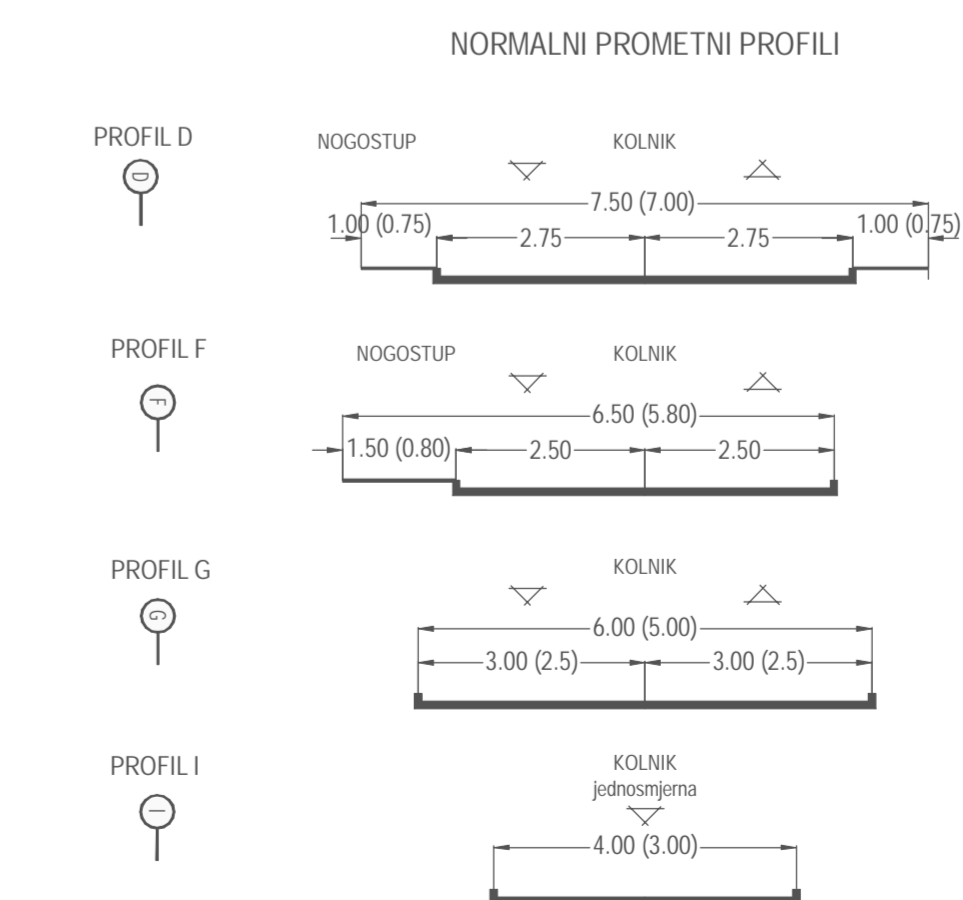 NORMALNI PROMETNI PROFILI
PROFIL D
D
NOGOSTUP KOLNIK
7.50 (7.00)
1.00 (0.75) 2.75 2.75 1.00 (0.75)
PROFIL F
F
NOGOSTUP KOLNIK
6.50 (5.80)
1.50 (0.80) 2.50 2.50
PROFIL G
G
KOLNIK
6.00 (5.00)
3.00 (2.5) 3.00 (2.5)
PROFIL I
I
KOLNIK
jednosmjerna
4.00 (3.00)